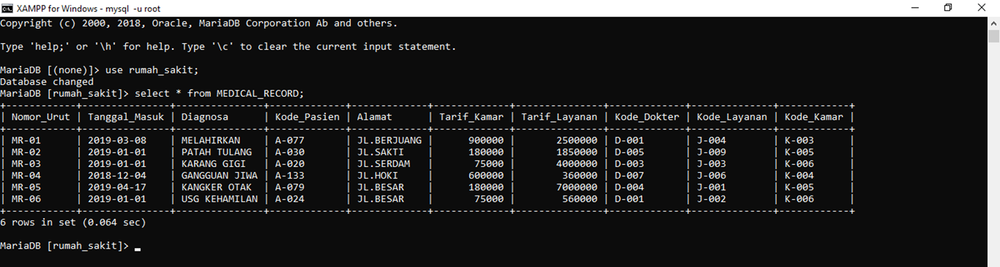 XAMPP for Windows - mysql  -u root
Copyright (c) 2000, 2018, Oracle, MariaDB Corporation Ab and others.
Type 'help;' or '\h' for help. Type '\c' to clear the current input statement.
MariaDB [(none)]> use rumah_sakit;
Database changed
MariaDB [rumah_sakit]> select * from MEDICAL_RECORD;
+------------+---------------+---------------+-------------+-------------+-------------+---------------+-------------+--------------+------------+
| Nomor_Urut | Tanggal_Masuk | Diagnosa      | Kode_Pasien | Alamat      | Tarif_Kamar | Tarif_Layanan | Kode_Dokter | Kode_Layanan | Kode_Kamar |
+------------+---------------+---------------+-------------+-------------+-------------+---------------+-------------+--------------+------------+
| MR-01      | 2019-03-08    | MELAHIRKAN    | A-077       | JL.BERJUANG |      900000 |       2500000 | D-001       | J-004        | K-003      |
| MR-02      | 2019-01-01    | PATAH TULANG  | A-030       | JL.SAKTI    |      180000 |       1850000 | D-005       | J-009        | K-005      |
| MR-03      | 2019-01-01    | KARANG GIGI   | A-020       | JL.SERDAM   |       75000 |       4000000 | D-003       | J-003        | K-006      |
| MR-04      | 2018-12-04    | GANGGUAN JIWA | A-133       | JL.HOKI     |      600000 |        360000 | D-007       | J-006        | K-004      |
| MR-05      | 2019-04-17    | KANGKER OTAK  | A-079       | JL.BESAR    |      180000 |       7000000 | D-004       | J-001        | K-005      |
| MR-06      | 2019-01-01    | USG KEHAMILAN | A-024       | JL.BESAR    |       75000 |        560000 | D-001       | J-002        | K-006      |
+------------+---------------+---------------+-------------+-------------+-------------+---------------+-------------+--------------+------------+
6 rows in set (0.064 sec)
MariaDB [rumah_sakit]> _